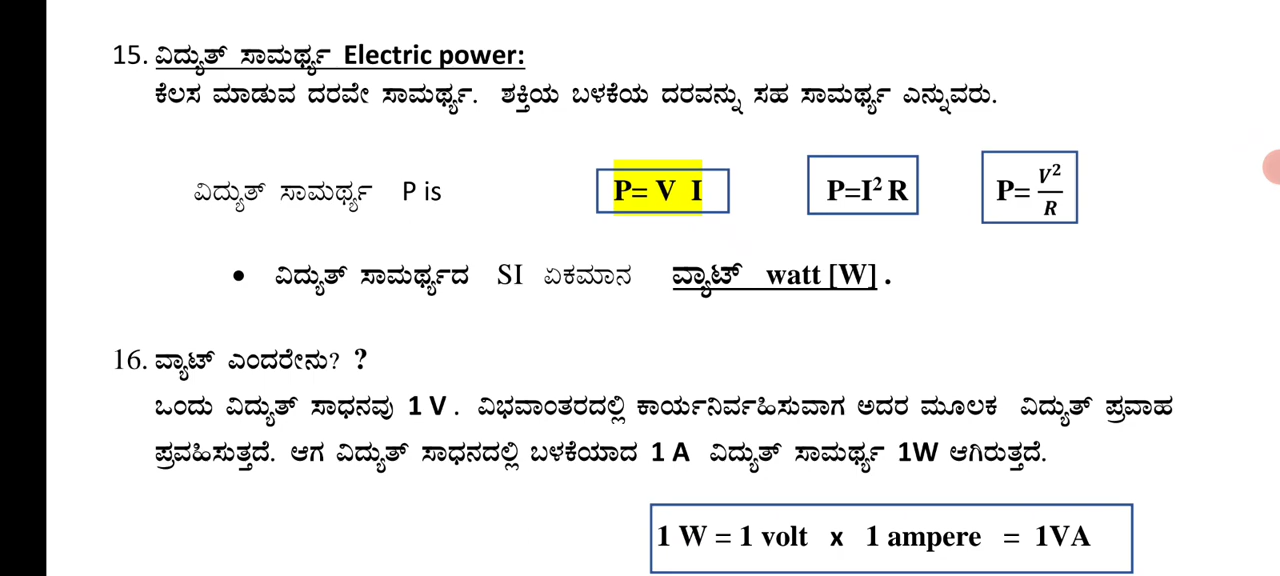 15. ವಿದ್ಯುತ್ ಸಾಮರ್ಥ್ಯ Electric power:
ಕೆಲಸ ಮಾಡುವ ದರವೇ ಸಾಮರ್ಥ್ಯ. ಶಕ್ತಿಯ ಬಳಕೆಯ ದರವನ್ನು ಸಹ ಸಾಮರ್ಥ್ಯ ಎನ್ನುವರು.
ವಿದ್ಯುತ್ ಸಾಮರ್ಥ್ಯ P is P= V I P=I² R P= V²/R
• ವಿದ್ಯುತ್ ಸಾಮರ್ಥ್ಯದ SI ಏಕಮಾನ ವ್ಯಾಟ್ watt [W] .
16. ವ್ಯಾಟ್ ಎಂದರೇನು? ?
ಒಂದು ವಿದ್ಯುತ್ ಸಾಧನವು 1 V . ವಿಭವಾಂತರದಲ್ಲಿ ಕಾರ್ಯನಿರ್ವಹಿಸುವಾಗ ಅದರ ಮೂಲಕ ವಿದ್ಯುತ್ ಪ್ರವಾಹ
ಪ್ರವಹಿಸುತ್ತದೆ. ಆಗ ವಿದ್ಯುತ್ ಸಾಧನದಲ್ಲಿ ಬಳಕೆಯಾದ 1 A ವಿದ್ಯುತ್ ಸಾಮರ್ಥ್ಯ 1W ಆಗಿರುತ್ತದೆ.
1 W = 1 volt x 1 ampere = 1VA